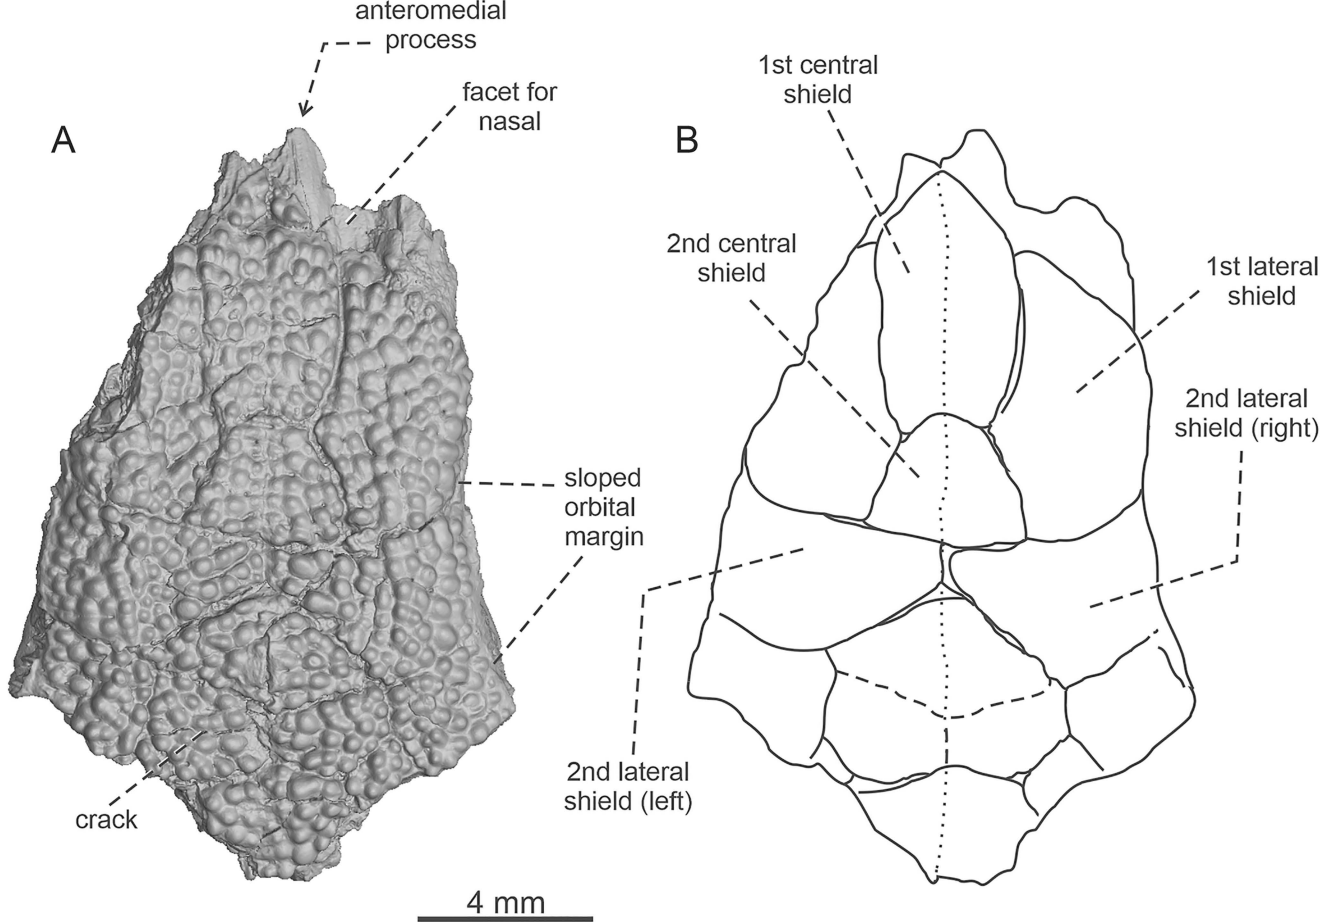 anteromedial
process
facet for
nasal
A
sloped
orbital
margin
crack
4 mm
B
1st central
shield
2nd central
shield
1st lateral
shield
2nd lateral
shield (right)
2nd lateral
shield (left)